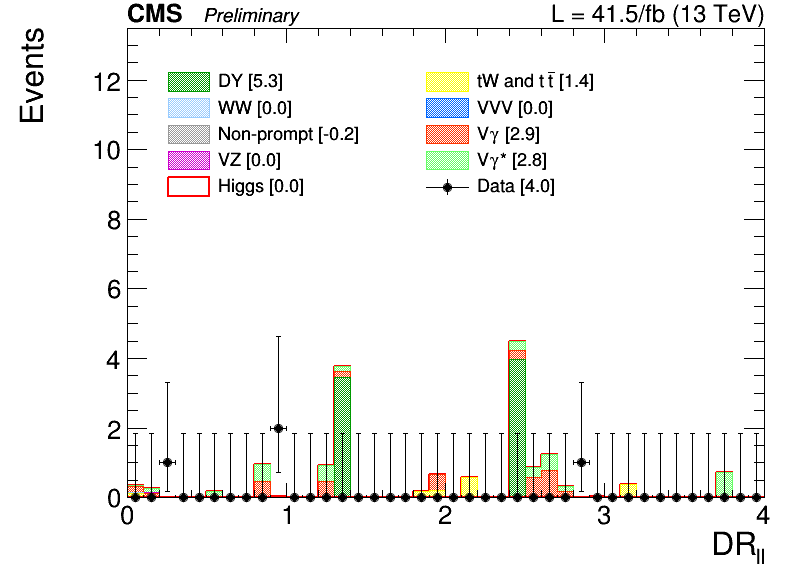 CMS Preliminary L = 41.5/fb (13 TeV)
Events
DY [5.3]
WW [0.0]
Non-prompt [-0.2]
VZ [0.0]
Higgs [0.0]
tW and tt̅ [1.4]
VVV [0.0]
Vγ [2.9]
Vγ* [2.8]
Data [4.0]
12
10
8
6
4
2
0
0 1 2 3 4
DR_ll